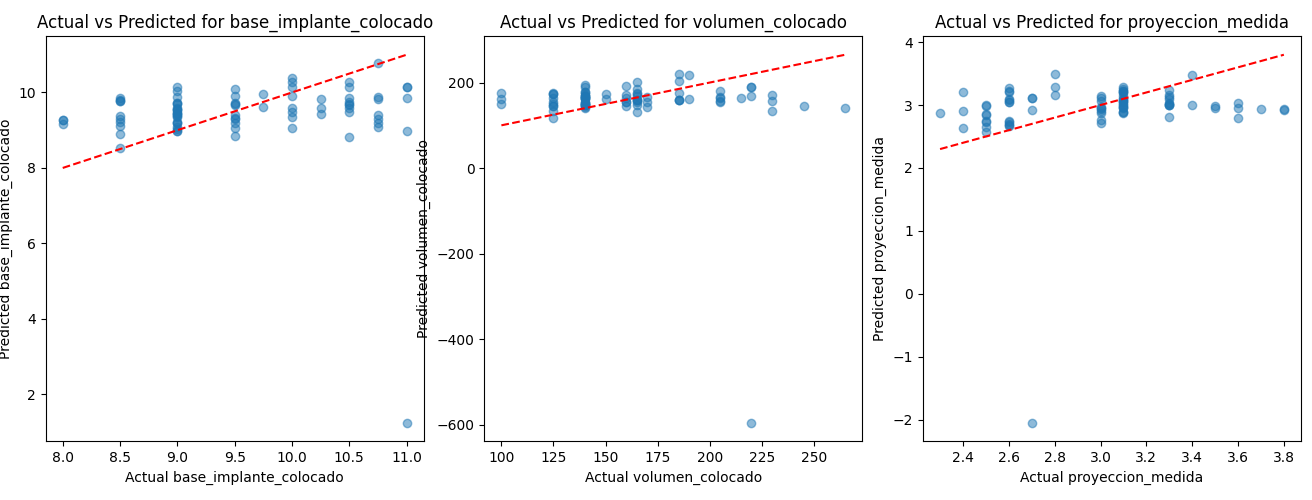 Actual vs Predicted for base_implante_colocado
Predicted base_implante_colocado
10
8
6
4
2
8.0 8.5 9.0 9.5 10.0 10.5 11.0
Actual base_implante_colocado
Actual vs Predicted for volumen_colocado
Predicted volumen_colocado
200
0
−200
−400
−600
100 125 150 175 200 225 250
Actual volumen_colocado
Actual vs Predicted for proyeccion_medida
Predicted proyeccion_medida
4
3
2
1
0
−1
−2
2.4 2.6 2.8 3.0 3.2 3.4 3.6 3.8
Actual proyeccion_medida